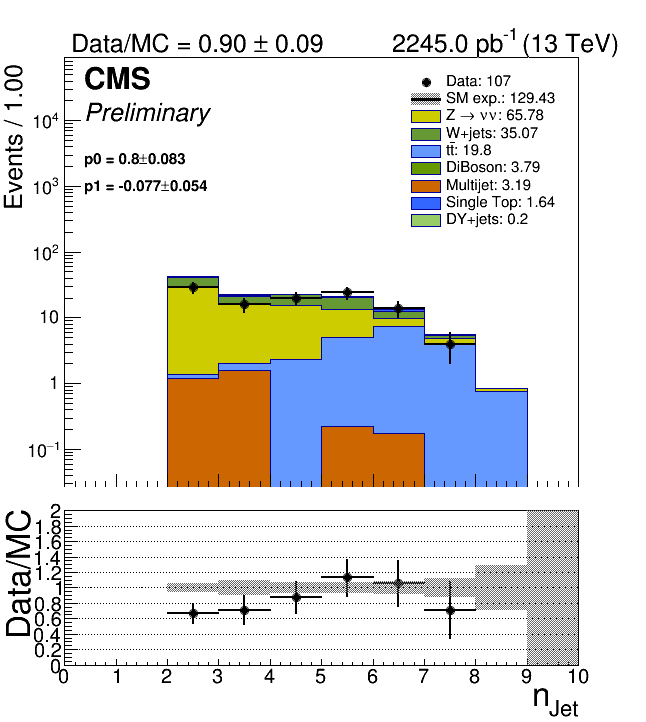 Data/MC = 0.90 ± 0.09
2245.0 pb⁻¹ (13 TeV)
CMS
Preliminary
p0 = 0.8±0.083
p1 = -0.077±0.054
Data: 107
SM exp.: 129.43
Z → νν: 65.78
W+jets: 35.07
tt̄: 19.8
DiBoson: 3.79
Multijet: 3.19
Single Top: 1.64
DY+jets: 0.2
Events / 1.00
10⁴
10³
10²
10
1
10⁻¹
Data/MC
2
1.8
1.6
1.4
1.2
1
0.8
0.6
0.4
0.2
0
0 1 2 3 4 5 6 7 8 9 10
n_Jet